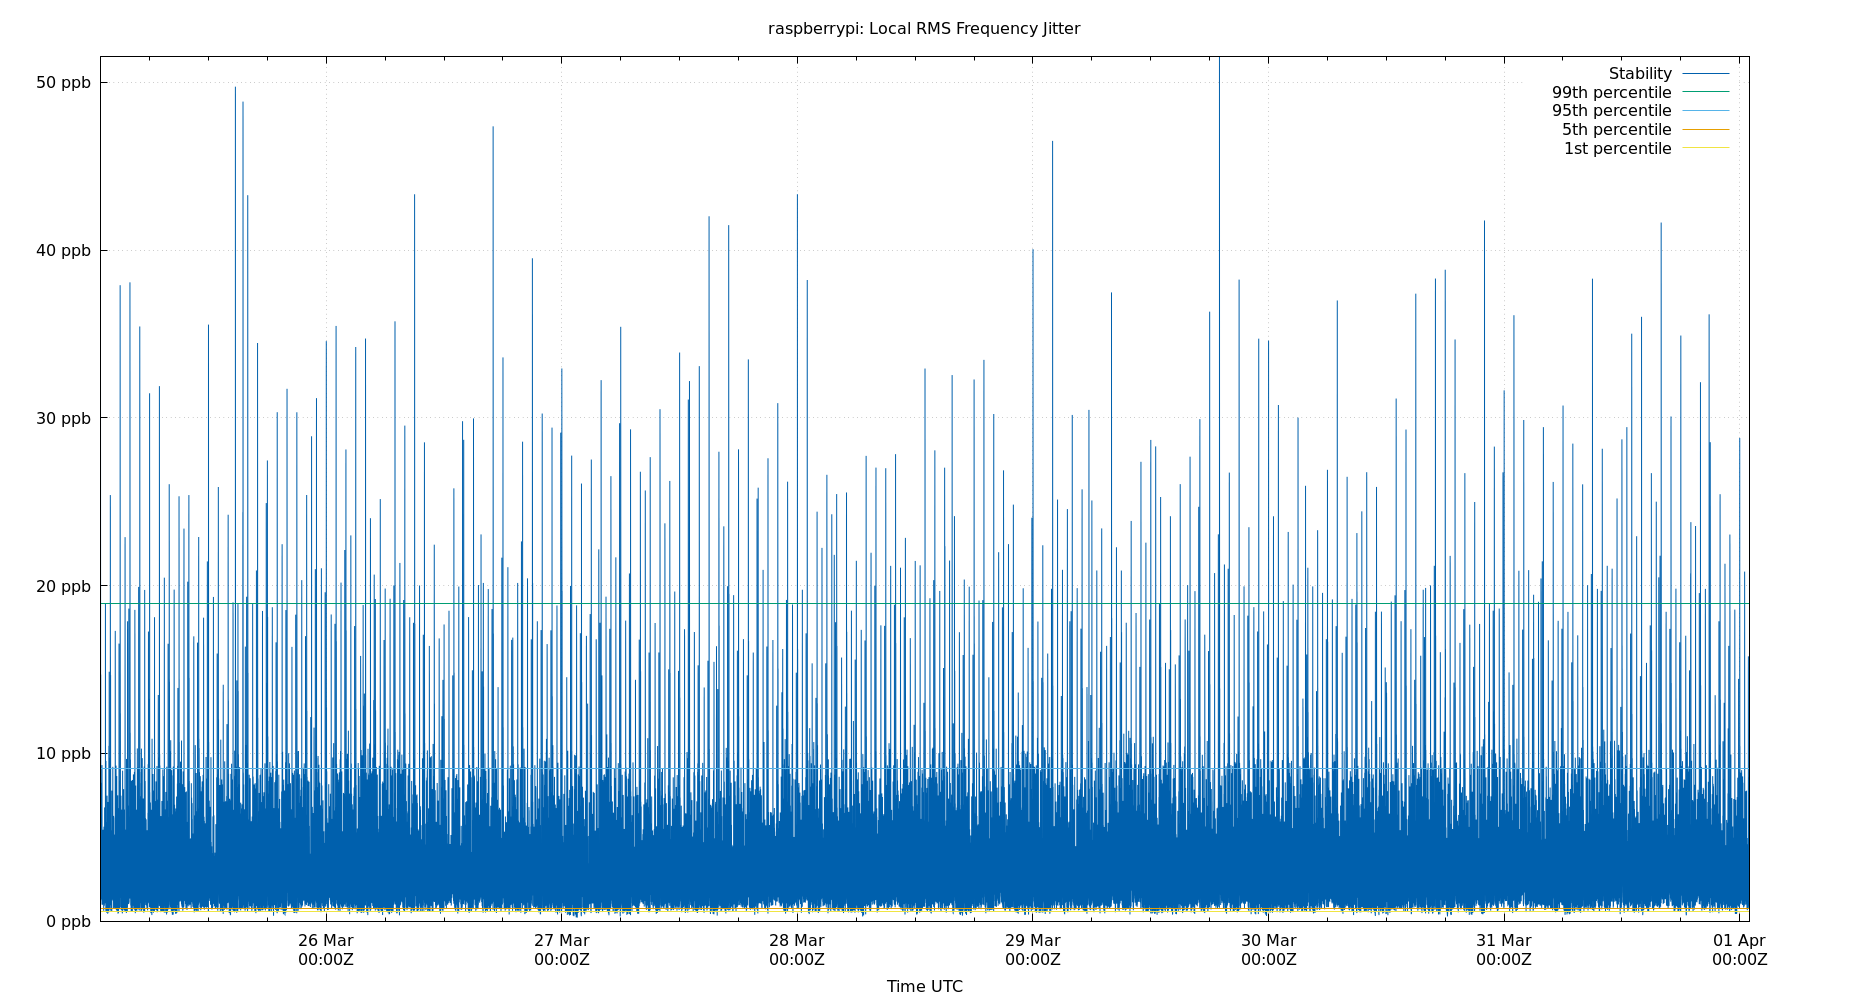 raspberrypi: Local RMS Frequency Jitter
50 ppb
40 ppb
30 ppb
20 ppb
10 ppb
0 ppb
Stability
99th percentile
95th percentile
5th percentile
1st percentile
26 Mar
00:00Z
27 Mar
00:00Z
28 Mar
00:00Z
29 Mar
00:00Z
30 Mar
00:00Z
31 Mar
00:00Z
01 Apr
00:00Z
Time UTC